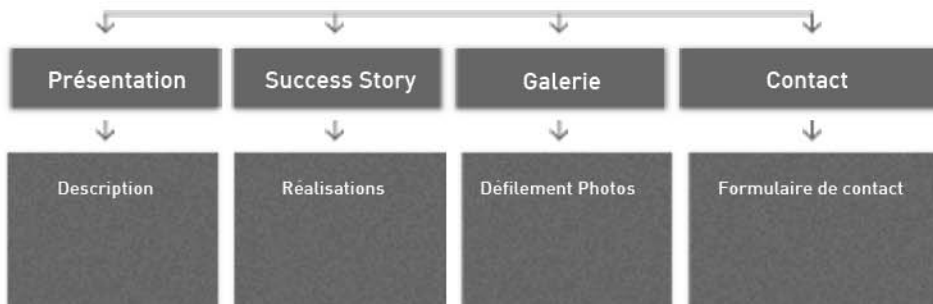 Présentation
Success Story
Galerie
Contact
Description
Réalisations
Défilement Photos
Formulaire de contact